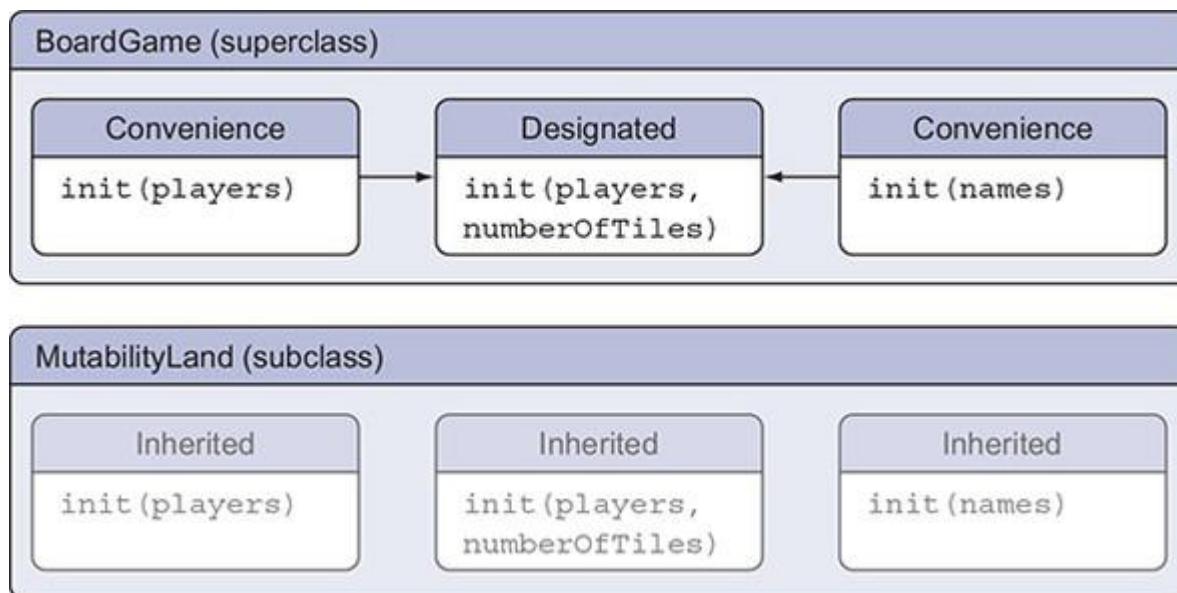 BoardGame (superclass)
Convenience
init(players)
Designated
init(players,
numberOfTiles)
Convenience
init(names)
MutabilityLand (subclass)
Inherited
init(players)
Inherited
init(players,
numberOfTiles)
Inherited
init(names)